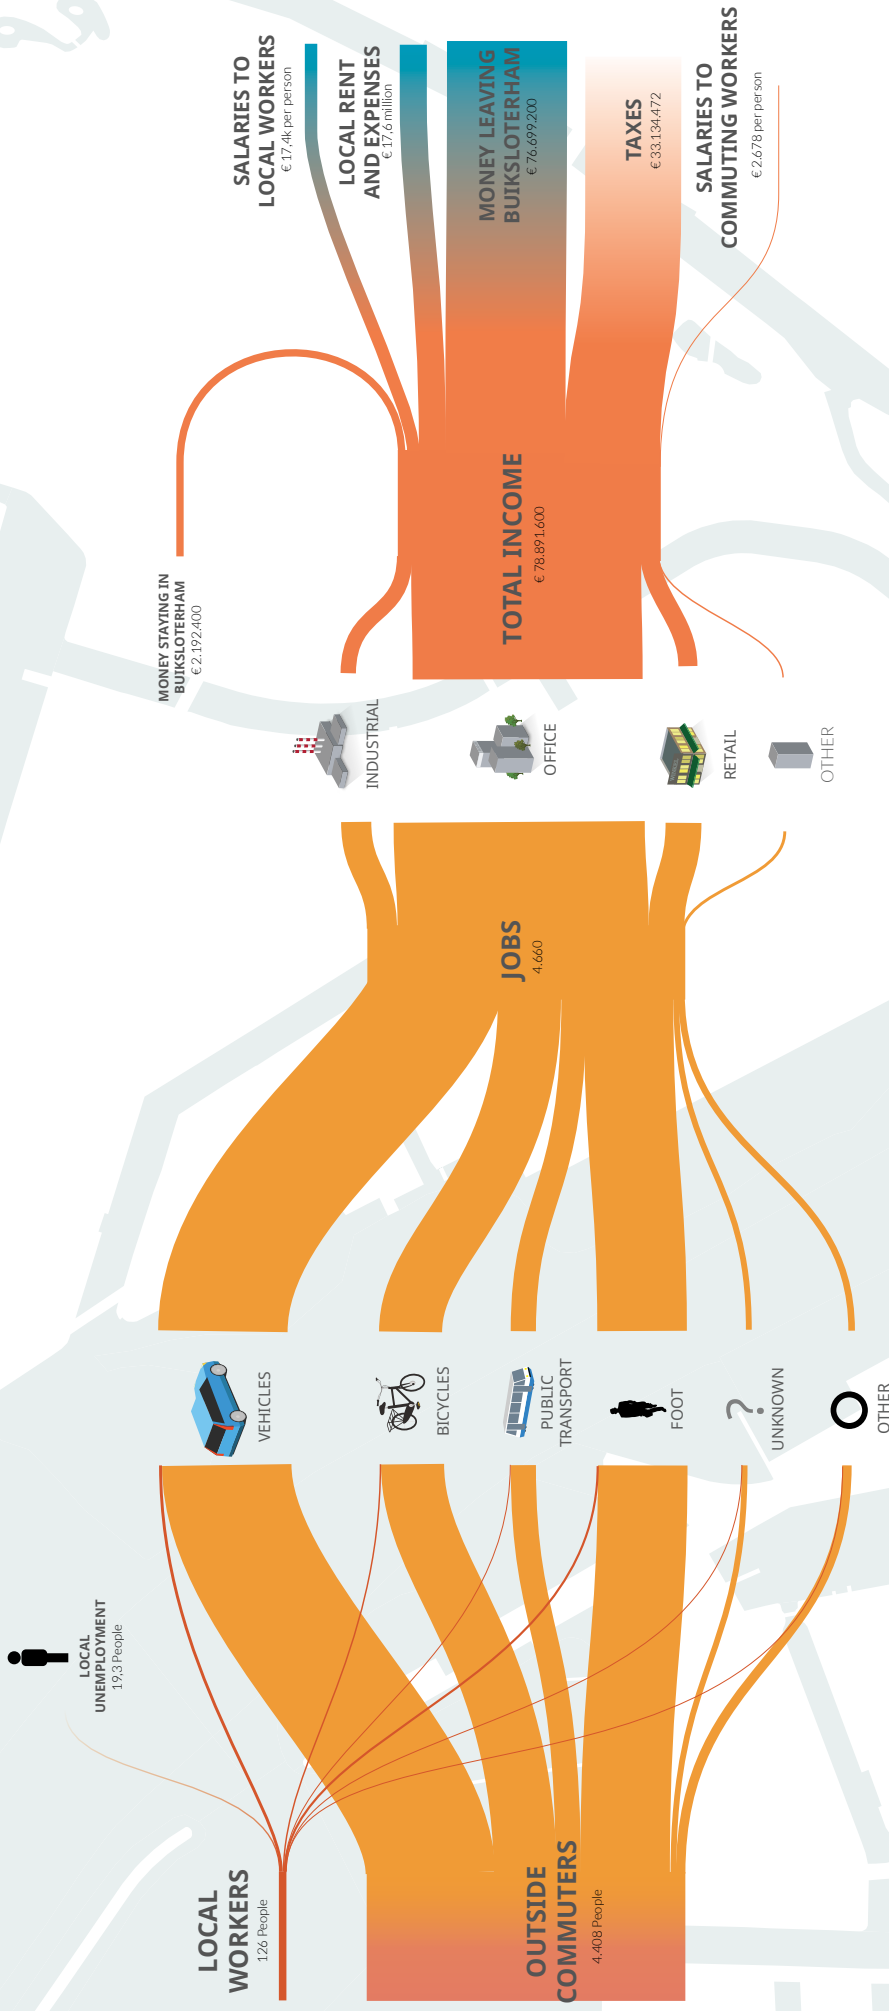 LOCAL
UNEMPLOYMENT
19,3 People
LOCAL
WORKERS
126 People
OUTSIDE
COMMUTERS
4.408 People
VEHICLES
BICYCLES
PUBLIC
TRANSPORT
FOOT
?
UNKNOWN
OTHER
JOBS
4.660
INDUSTRIAL
OFFICE
RETAIL
OTHER
MONEY STAYING IN
BUIKSLOTERHAM
€ 2.192.400
TOTAL INCOME
€ 78.891.600
SALARIES TO
LOCAL WORKERS
€ 17,4k per person
LOCAL RENT
AND EXPENSES
€ 17,6 million
MONEY LEAVING
BUIKSLOTERHAM
€ 76.699.200
TAXES
€ 33.134.472
SALARIES TO
COMMUTING WORKERS
€ 2.678 per person